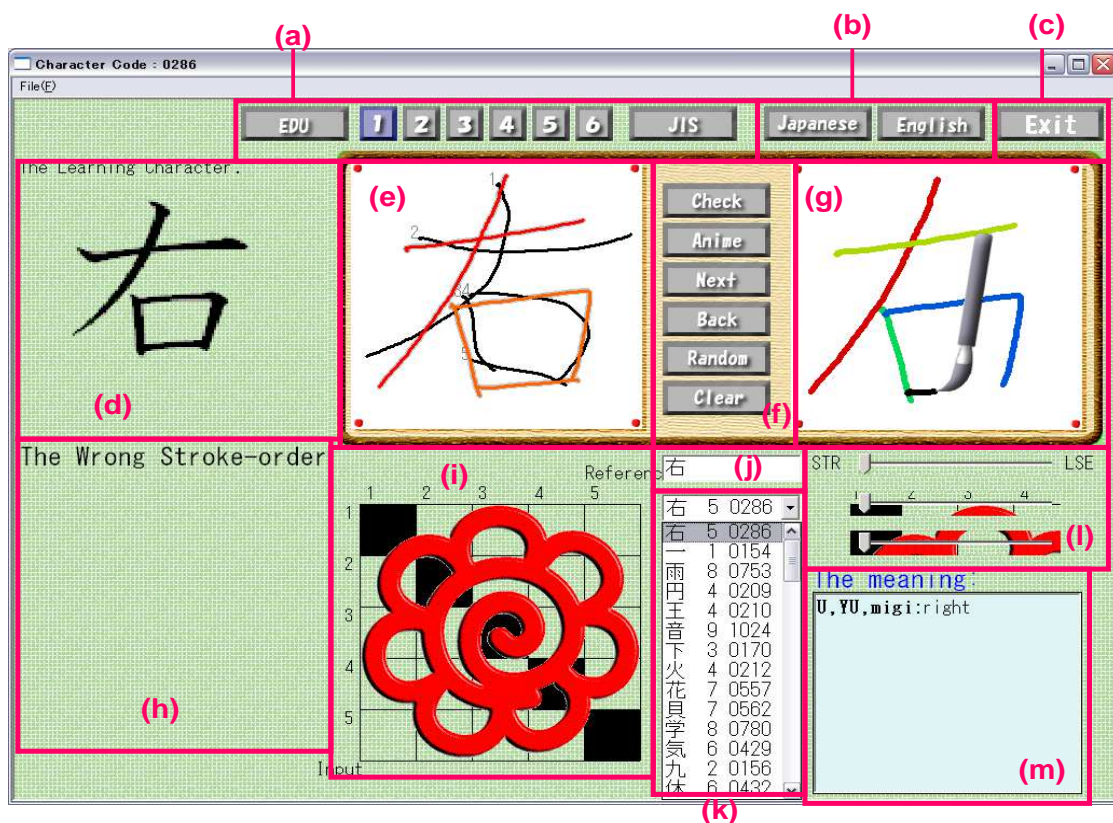 (a)
(b)
(c)
Character Code : 0286
File(F)
EDU 1 2 3 4 5 6 JIS Japanese English Exit
The Learning Character.
右
(d)
(e)
1
2
3 4
5
Check
Anime
Next
Back
Random
Clear
(f)
(g)
The Wrong Stroke-order
(h)
(i)
Referenc
1 2 3 4 5
1
2
3
4
5
Input
右
(j)
右 5 0286
右 5 0286
一 1 0154
雨 8 0753
円 4 0209
王 4 0210
音 9 1024
下 3 0170
火 4 0212
花 7 0557
貝 7 0562
学 8 0780
気 6 0429
九 2 0156
休 6 0432
(k)
STR LSE
1 2 3 4
(l)
The meaning:
U,YU,migi:right
(m)